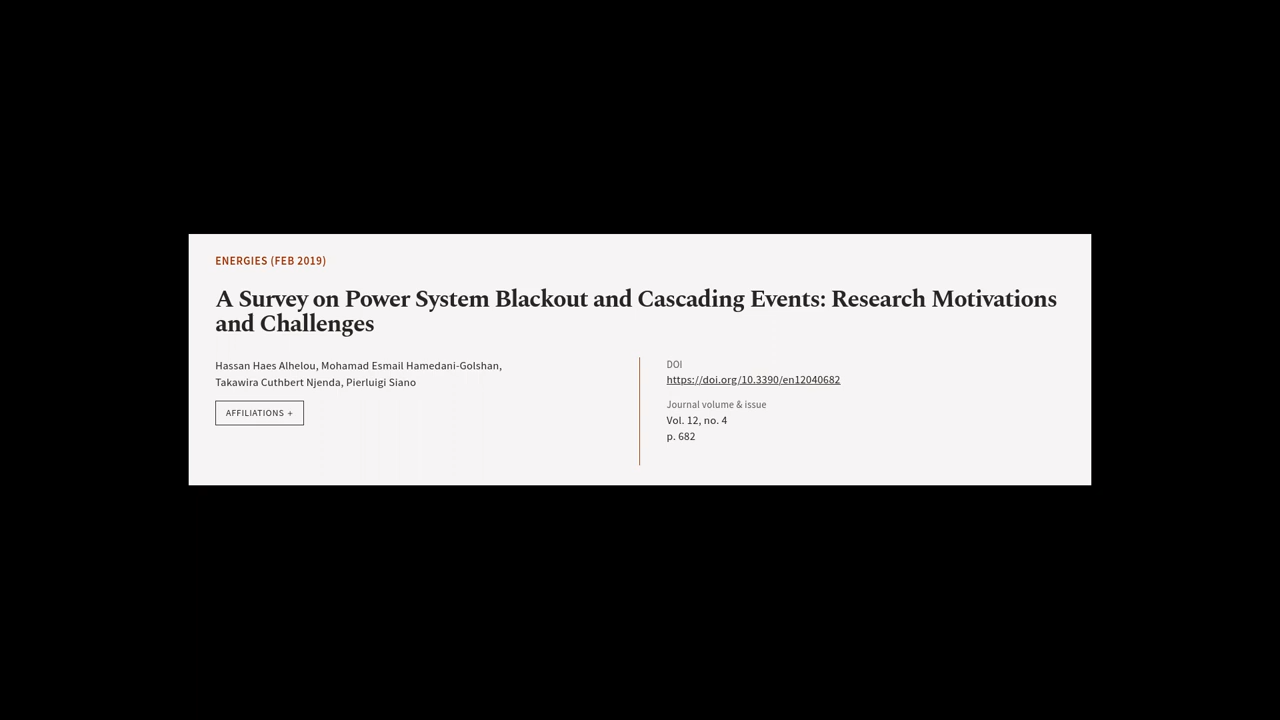 ENERGIES (FEB 2019)
A Survey on Power System Blackout and Cascading Events: Research Motivations
and Challenges
Hassan Haes Alhelou, Mohamad Esmail Hamedani-Golshan,
Takawira Cuthbert Njenda, Pierluigi Siano
AFFILIATIONS +
DOI
https://doi.org/10.3390/en12040682
Journal volume & issue
Vol. 12, no. 4
p. 682